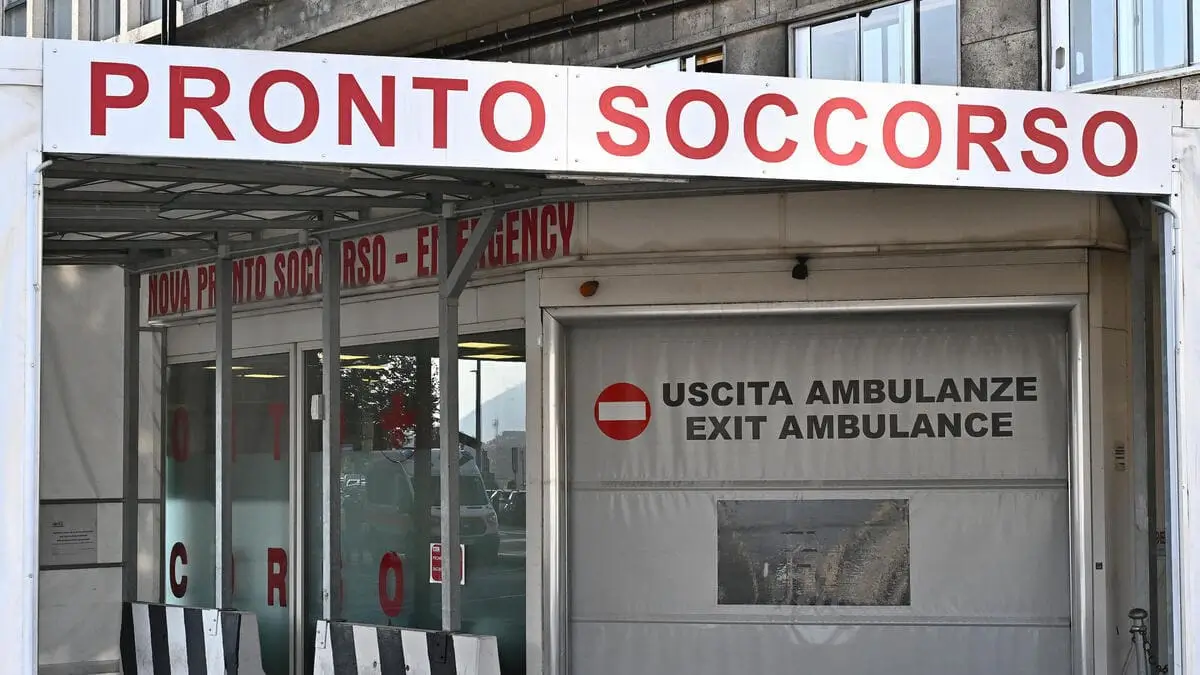 PRONTO SOCCORSO
NOVA PRONTO SOCCORSO - EMERGENCY
USCITA AMBULANZE
EXIT AMBULANCE